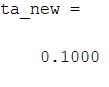 ta_new =
0.1000